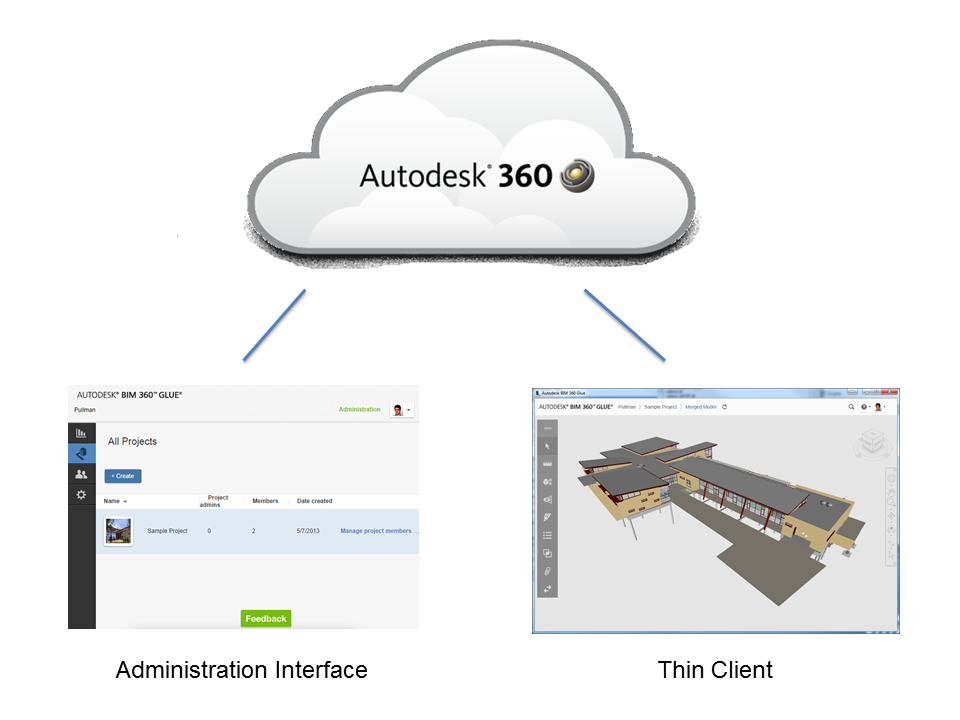 Autodesk® 360
AUTODESK® BIM 360™ GLUE®
Pullman
Administration
All Projects
+ Create
Name
Project admins
Members
Date created
Sample Project
0
2
5/7/2013
Manage project members ...
Feedback
Administration Interface
Autodesk BIM 360 Glue
AUTODESK® BIM 360™ GLUE® Pullman > Sample Project > Merged Model
Thin Client